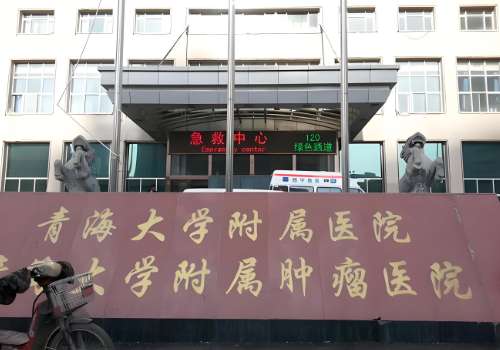 急救中心
Emergency center
120
绿色通道
青海大学附属医院
大学附属肿瘤医院